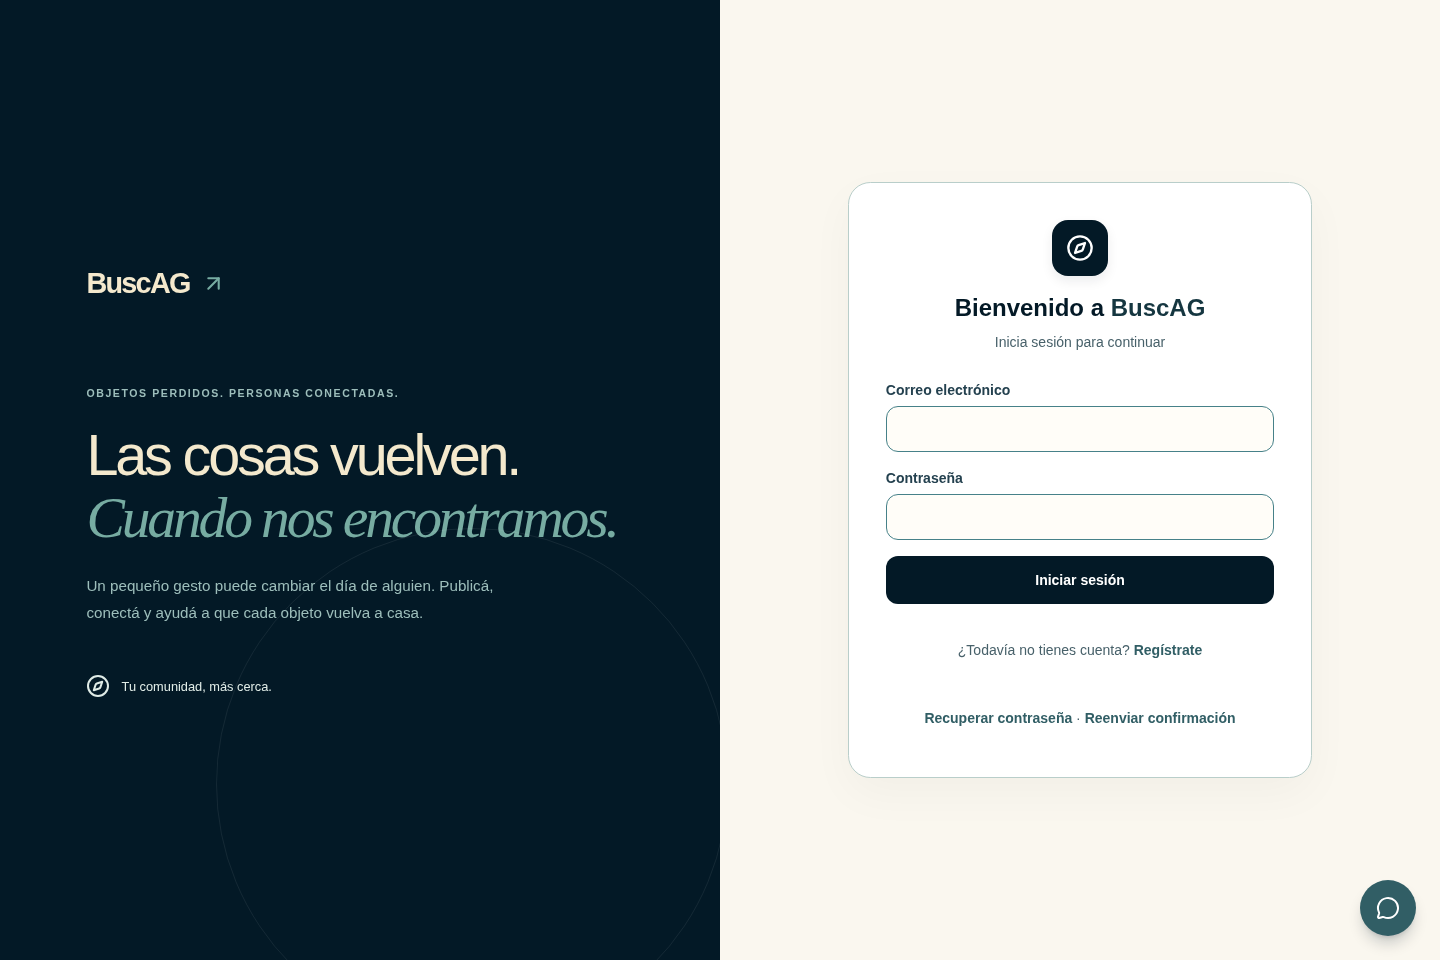 BuscAG
OBJETOS PERDIDOS. PERSONAS CONECTADAS.
Las cosas vuelven.
Cuando nos encontramos.
Un pequeño gesto puede cambiar el día de alguien. Publicá,
conectá y ayudá a que cada objeto vuelva a casa.
Tu comunidad, más cerca.
Bienvenido a BuscAG
Inicia sesión para continuar
Correo electrónico
Contraseña
Iniciar sesión
¿Todavía no tienes cuenta? Regístrate
Recuperar contraseña · Reenviar confirmación